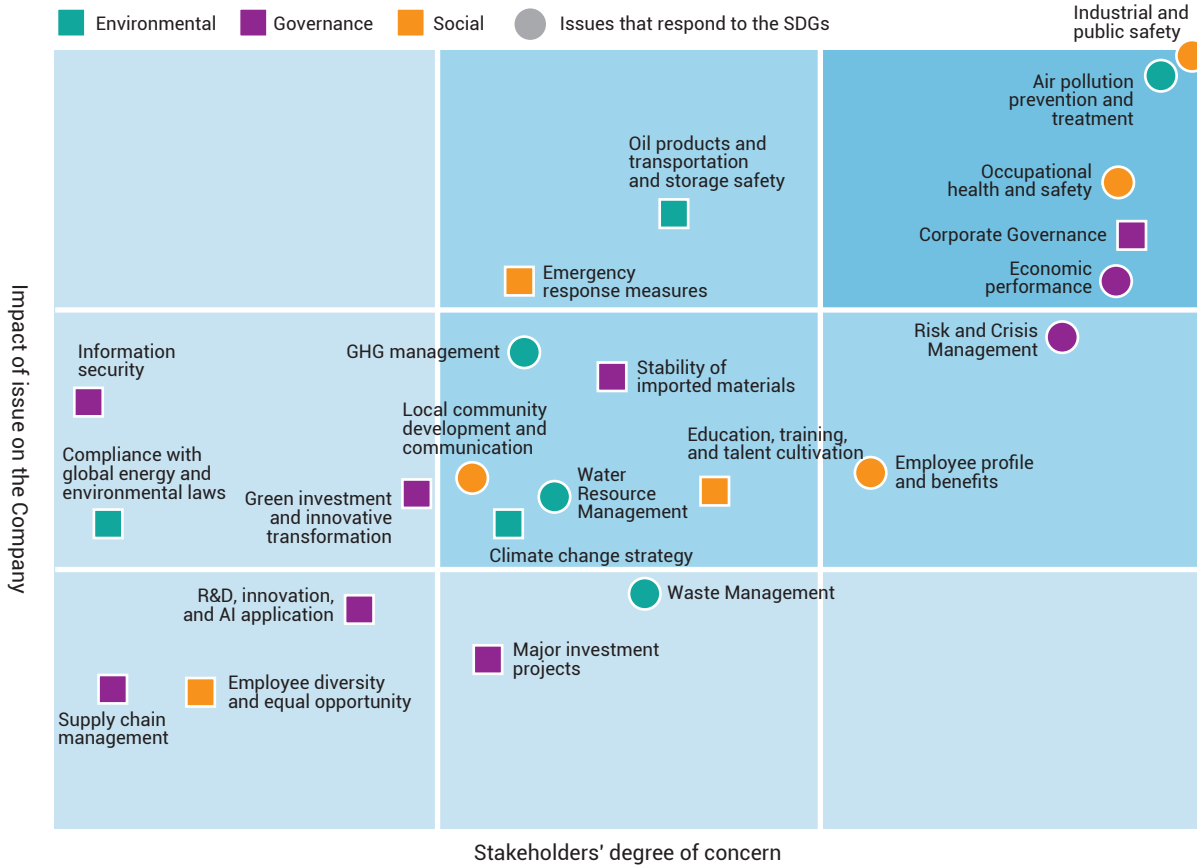 Environmental
Governance
Social
Issues that respond to the SDGs
Industrial and
public safety
Air pollution
prevention and
treatment
Oil products and
transportation
and storage safety
Occupational
health and safety
Corporate Governance
Economic
performance
Emergency
response measures
Risk and Crisis
Management
Information
security
GHG management
Stability of
imported materials
Local community
development and
communication
Education, training,
and talent cultivation
Compliance with
global energy and
environmental laws
Green investment
and innovative
transformation
Water
Resource
Management
Employee profile
and benefits
Climate change strategy
R&D, innovation,
and AI application
Waste Management
Major investment
projects
Employee diversity
and equal opportunity
Supply chain
management
Impact of issue on the Company
Stakeholders' degree of concern